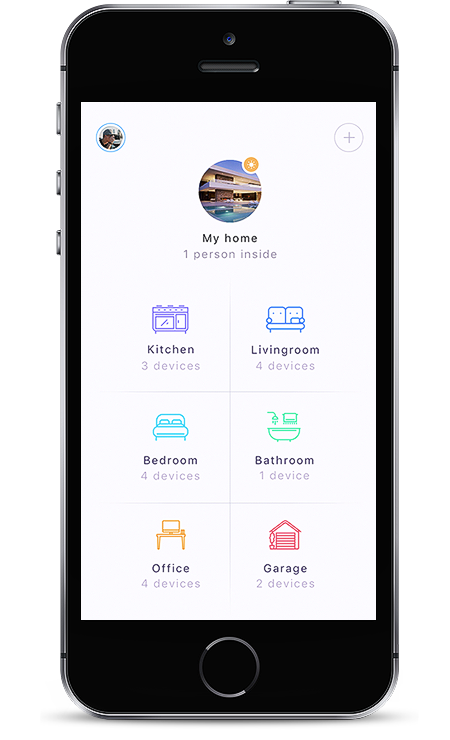 My home
1 person inside
Kitchen
3 devices
Livingroom
4 devices
Bedroom
4 devices
Bathroom
1 device
Office
4 devices
Garage
2 devices